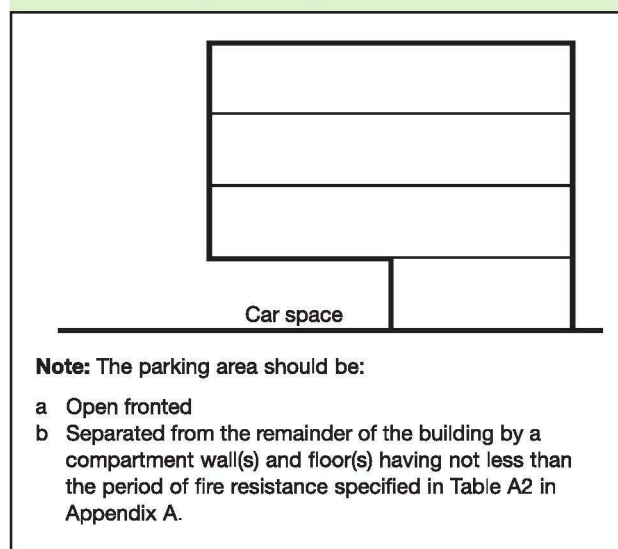 Car space
Note: The parking area should be:
a Open fronted
b Separated from the remainder of the building by a
compartment wall(s) and floor(s) having not less than
the period of fire resistance specified in Table A2 in
Appendix A.